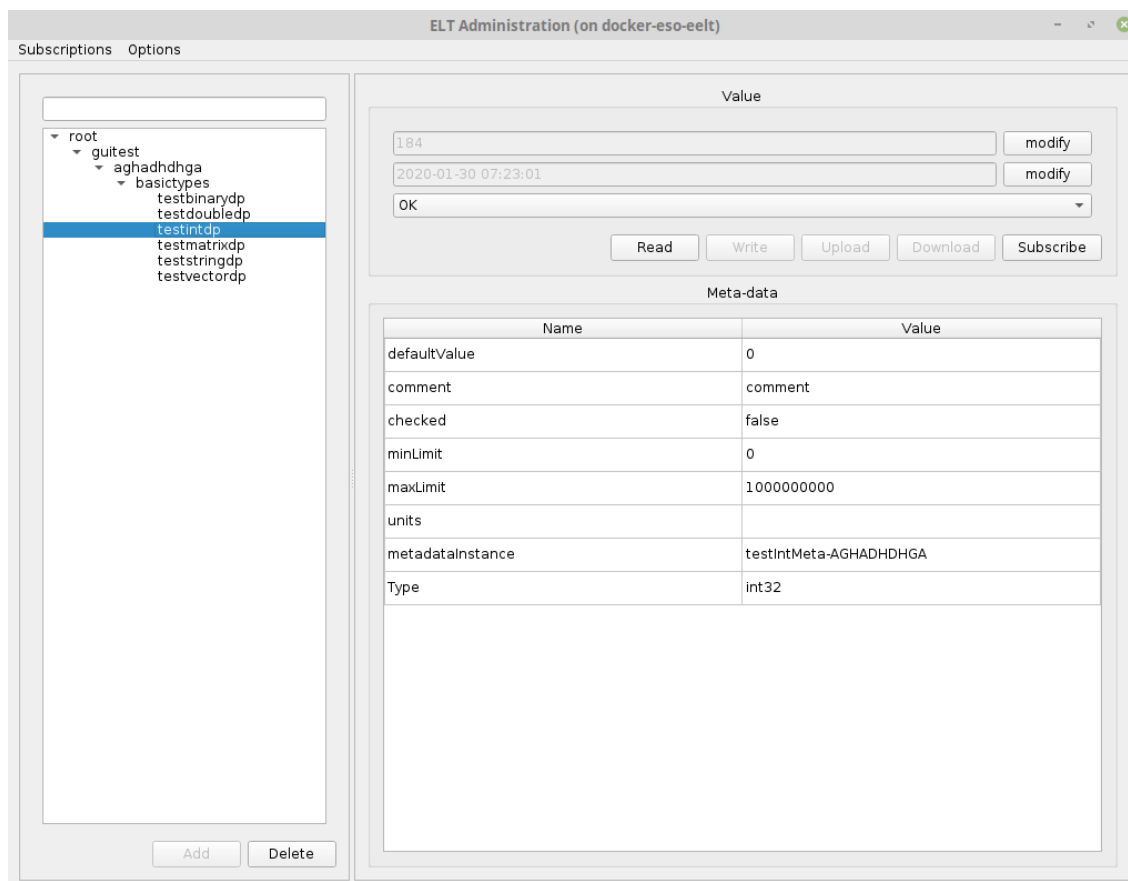 ELT Administration (on docker-eso-eelt)
Subscriptions Options
root
guitest
aghadhdhga
basictypes
testbinarydp
testdoubledp
testintdp
testmatrixdp
teststringdp
testvectordp
Add Delete
Value
184 modify
2020-01-30 07:23:01 modify
OK
Read Write Upload Download Subscribe
Meta-data
Name Value
defaultValue 0
comment comment
checked false
minLimit 0
maxLimit 1000000000
units
metadataInstance testIntMeta-AGHADHDHGA
Type int32